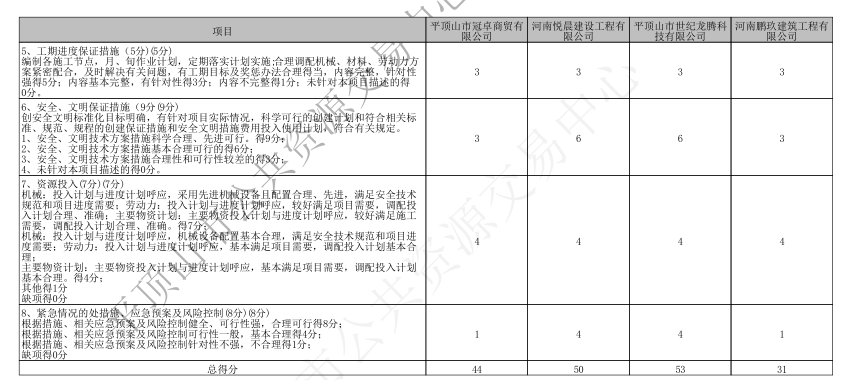 项目
平顶山市冠卓商贸有限公司
河南悦晨建设工程有限公司
平顶山市世纪龙腾科技有限公司
河南鹏玖建筑工程有限公司
5、工期进度保证措施（5分)(5分)
编制各施工节点，月、旬作业计划，定期落实计划实施;合理调配机械、材料、劳动力方
案紧密配合，及时解决有关问题，有工期目标及奖惩办法合理得当，内容完整，针对性
强得5分；内容基本完整，有针对性得3分；内容不完整得1分；未针对本项目描述的得
0分。
3 3 3 3
6、安全、文明保证措施（9分(9分)
创安全文明标准化目标明确，有针对项目实际情况，科学可行的创建计划和符合相关标
准、规范、规程的创建保证措施和安全文明措施费用投入使用计划，符合有关规定。
1、安全、文明技术方案措施科学合理、先进可行。得9分；
2、安全、文明技术方案措施基本合理可行的得6分；
3、安全、文明技术方案措施合理性和可行性较差的得3分；
4、未针对本项目描述的得0分。
3 6 6 3
7、资源投入(7分)(7分)
机械：投入计划与进度计划呼应，采用先进机械设备且配置合理、先进，满足安全技术
规范和项目进度需要；劳动力：投入计划与进度计划呼应，较好满足项目需要，调配投
入计划合理、准确；主要物资计划：主要物资投入计划与进度计划呼应，较好满足施工
需要，调配投入计划合理、准确。得7分；
机械：投入计划与进度计划呼应，机械设备配置基本合理，满足安全技术规范和项目进
度需要；劳动力：投入计划与进度计划呼应，基本满足项目需要，调配投入计划基本合
理；
主要物资计划：主要物资投入计划与进度计划呼应，基本满足项目需要，调配投入计划
基本合理。得4分；
其他得1分
缺项得0分
4 4 4 4
8、紧急情况的处措施、应急预案及风险控制(8分)(8分)
根据措施、相关应急预案及风险控制健全、可行性强，合理可行得8分；
根据措施、相关应急预案及风险控制可行性一般，基本合理得4分；
根据措施、相关应急预案及风险控制针对性不强，不合理得1分；
缺项得0分
1 4 4 1
总得分 44 50 53 31
平顶山市公共资源交易中心
市公共资源交易中心